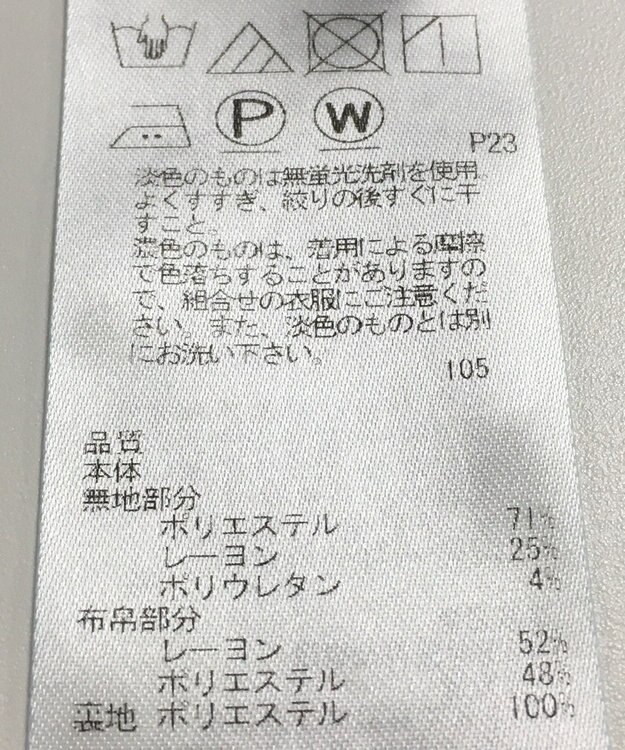 P W
P23
淡色のものは無蛍光洗剤を使用
よくすすぎ、絞りの後すぐに干
すこと。
濃色のものは、着用による摩擦
で色落ちすることがありますの
で、組合せの衣服にご注意くだ
さい。また、淡色のものとは別
にお洗い下さい。
105
品質
本体
無地部分
ポリエステル 71%
レーヨン 25%
ポリウレタン 4%
布帛部分
レーヨン 52%
ポリエステル 48%
裏地 ポリエステル 100%